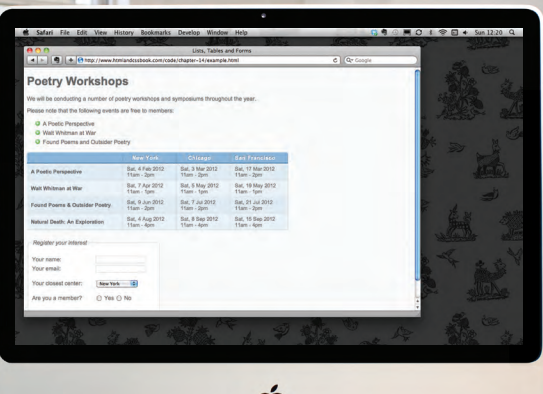 Safari File Edit View History Bookmarks Develop Window Help Sun 12:20
Lists, Tables and Forms
http://www.htmlandcssbook.com/code/chapter-14/example.html Google
Poetry Workshops
We will be conducting a number of poetry workshops and symposiums throughout the year.
Please note that the following events are free to members:
A Poetic Perspective
Walt Whitman at War
Found Poems and Outsider Poetry
New York Chicago San Francisco
A Poetic Perspective Sat, 4 Feb 2012 Sat, 3 Mar 2012 Sat, 17 Mar 2012
11am - 2pm 11am - 2pm 11am - 2pm
Walt Whitman at War Sat, 7 Apr 2012 Sat, 5 May 2012 Sat, 19 May 2012
11am - 1pm 11am - 1pm 11am - 1pm
Found Poems & Outsider Poetry Sat, 9 Jun 2012 Sat, 7 Jul 2012 Sat, 21 Jul 2012
11am - 2pm 11am - 2pm 11am - 2pm
Natural Death: An Exploration Sat, 4 Aug 2012 Sat, 8 Sep 2012 Sat, 15 Sep 2012
11am - 4pm 11am - 4pm 11am - 4pm
Register your interest
Your name:
Your email:
Your closest center: New York
Are you a member? Yes No